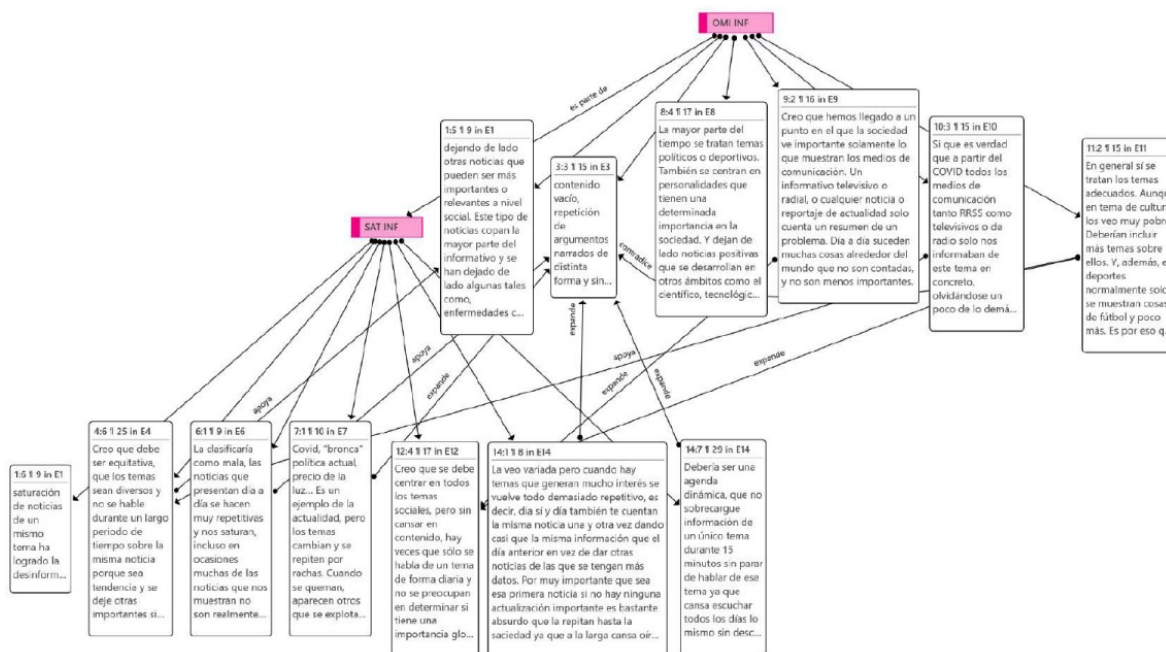 OMI INF
es parte de
1:5 ¶ 9 in E1
dejando de lado
otras noticias que
pueden ser más
importantes o
relevantes a nivel
social. Este tipo de
noticias copan la
mayor parte del
informativo y se
han dejado de
lado algunas tales
como,
enfermedades c...
3:3 ¶ 15 in E3
contenido
vacío,
repetición
de
argumentos
narrados de
distinta
forma y sin...
8:4 ¶ 17 in E8
La mayor parte del
tiempo se tratan temas
políticos o deportivos.
También se centran en
personalidades que
tienen una
determinada
importancia en la
sociedad. Y dejan de
lado noticias positivas
que se desarrollan en
otros ámbitos como el
científico, tecnológic...
9:2 ¶ 16 in E9
Creo que hemos llegado a un
punto en el que la sociedad
ve importante solamente lo
que muestran los medios de
comunicación. Un
informativo televisivo o
radial, o cualquier noticia o
reportaje de actualidad solo
cuenta un resumen de un
problema. Día a día suceden
muchas cosas alrededor del
mundo que no son contadas,
y no son menos importantes.
10:3 ¶ 15 in E10
Si que es verdad
que a partir del
COVID todos los
medios de
comunicación
tanto RRSS como
televisivos o de
radio solo nos
informaban de
este tema en
concreto,
olvidándose un
poco de lo demá...
11:2 ¶ 15 in E11
En general sí se
tratan los temas
adecuados. Aunqu
en tema de cultur
los veo muy pobre
Deberían incluir
más temas sobre
ellos. Y, además, e
deportes
normalmente solo
se muestran cosas
de fútbol y poco
más. Es por eso q...
SAT INF
contradice
expande
apoya
expande
apoya
expande
expande
expande
1:6 ¶ 9 in E1
saturación
de noticias
de un
mismo
tema ha
logrado la
desinform...
4:6 ¶ 25 in E4
Creo que debe
ser equitativa,
que los temas
sean diversos y
no se hable
durante un largo
periodo de
tiempo sobre la
misma noticia
porque sea
tendencia y se
deje otras
importantes si...
6:1 ¶ 9 in E6
La clasificaría
como mala, las
noticias que
presentan día a
día se hacen
muy repetitivas
y nos saturan,
incluso en
ocasiones
muchas de las
noticias que nos
muestran no
son realmente...
7:1 ¶ 10 in E7
Covid, "bronca"
política actual,
precio de la
luz... Es un
ejemplo de la
actualidad, pero
los temas
cambian y se
repiten por
rachas. Cuando
se queman,
aparecen otros
que se explota...
12:4 ¶ 17 in E12
Creo que se debe
centrar en todos
los temas
sociales, pero sin
cansar en
contenido, hay
veces que sólo se
habla de un tema
de forma diaria y
no se preocupan
en determinar si
tiene una
importancia glo...
14:1 ¶ 8 in E14
La veo variada pero cuando hay
temas que generan mucho interés se
vuelve todo demasiado repetitivo, es
decir, dia sí y día también te cuentan
la misma noticia una y otra vez dando
casi que la misma información que el
día anterior en vez de dar otras
noticias de las que se tengan más
datos. Por muy importante que sea
esa primera noticia si no hay ninguna
actualización importante es bastante
absurdo que la repitan hasta la
saciedad ya que a la larga cansa oír...
14:7 ¶ 29 in E14
Debería ser una
agenda
dinámica, que no
sobrecargue
información de
un único tema
durante 15
minutos sin parar
de hablar de ese
tema ya que
cansa escuchar
todos los días lo
mismo sin desc...